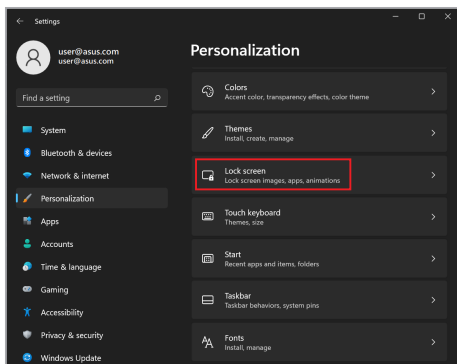 Settings
user@asus.com
user@asus.com
Find a setting
System
Bluetooth & devices
Network & internet
Personalization
Apps
Accounts
Time & language
Gaming
Accessibility
Privacy & security
Windows Update
Personalization
Colors
Accent color, transparency effects, color theme
Themes
Install, create, manage
Lock screen
Lock screen images, apps, animations
Touch keyboard
Themes, size
Start
Recent apps and items, folders
Taskbar
Taskbar behaviors, system pins
Fonts
Install, manage